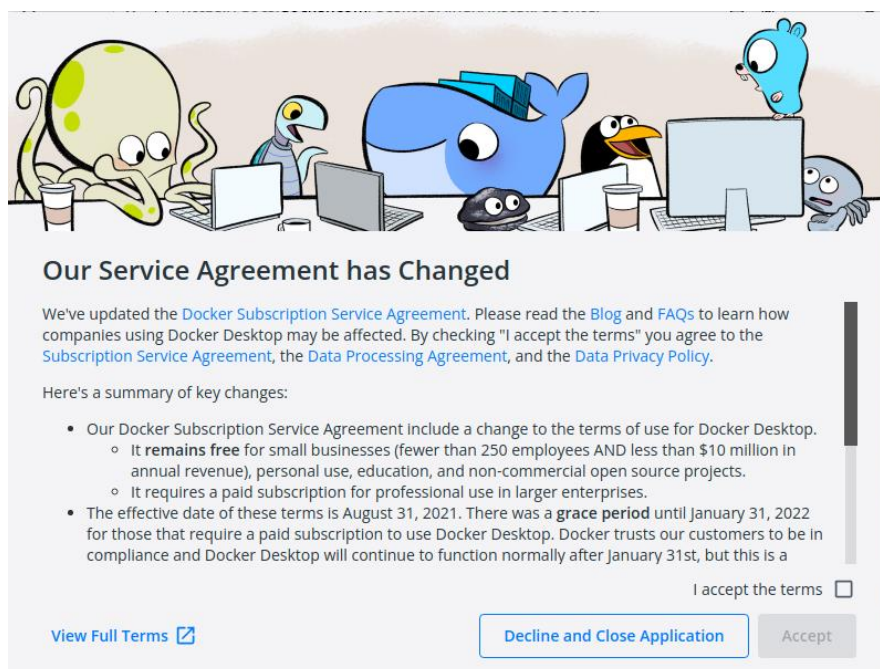 Our Service Agreement has Changed
We've updated the Docker Subscription Service Agreement. Please read the Blog and FAQs to learn how
companies using Docker Desktop may be affected. By checking "I accept the terms" you agree to the
Subscription Service Agreement, the Data Processing Agreement, and the Data Privacy Policy.
Here's a summary of key changes:
• Our Docker Subscription Service Agreement include a change to the terms of use for Docker Desktop.
◦ It remains free for small businesses (fewer than 250 employees AND less than $10 million in
annual revenue), personal use, education, and non-commercial open source projects.
◦ It requires a paid subscription for professional use in larger enterprises.
• The effective date of these terms is August 31, 2021. There was a grace period until January 31, 2022
for those that require a paid subscription to use Docker Desktop. Docker trusts our customers to be in
compliance and Docker Desktop will continue to function normally after January 31st, but this is a
I accept the terms
View Full Terms
Decline and Close Application
Accept